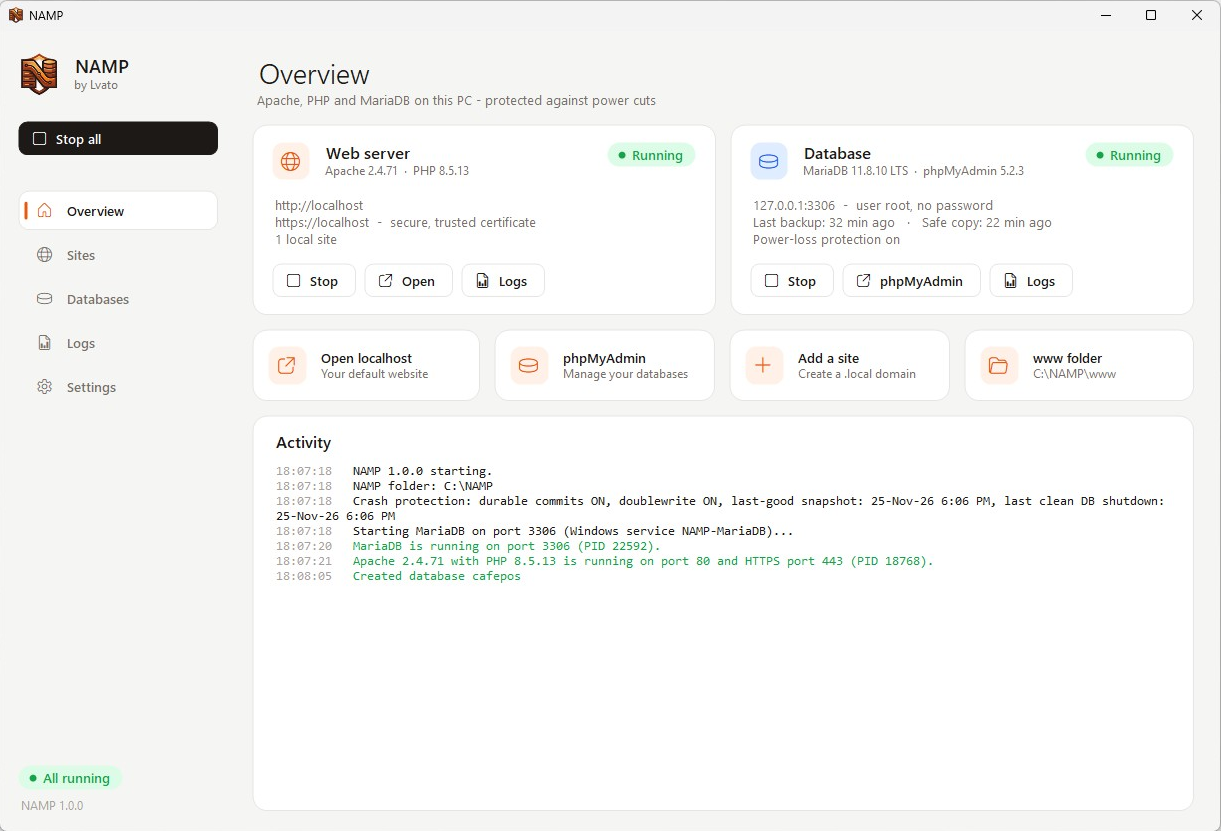 NAMP
NAMP
by Lvato
Stop all
Overview
Sites
Databases
Logs
Settings
All running
NAMP 1.0.0
Overview
Apache, PHP and MariaDB on this PC - protected against power cuts
Web server
Apache 2.4.71 · PHP 8.5.13
Running
http://localhost
https://localhost - secure, trusted certificate
1 local site
Stop
Open
Logs
Database
MariaDB 11.8.10 LTS · phpMyAdmin 5.2.3
Running
127.0.0.1:3306 - user root, no password
Last backup: 32 min ago · Safe copy: 22 min ago
Power-loss protection on
Stop
phpMyAdmin
Logs
Open localhost
Your default website
phpMyAdmin
Manage your databases
Add a site
Create a .local domain
www folder
C:\NAMP\www
Activity
18:07:18 NAMP 1.0.0 starting.
18:07:18 NAMP folder: C:\NAMP
18:07:18 Crash protection: durable commits ON, doublewrite ON, last-good snapshot: 25-Nov-26 6:06 PM, last clean DB shutdown:
25-Nov-26 6:06 PM
18:07:18 Starting MariaDB on port 3306 (Windows service NAMP-MariaDB)...
18:07:20 MariaDB is running on port 3306 (PID 22592).
18:07:21 Apache 2.4.71 with PHP 8.5.13 is running on port 80 and HTTPS port 443 (PID 18768).
18:08:05 Created database cafepos